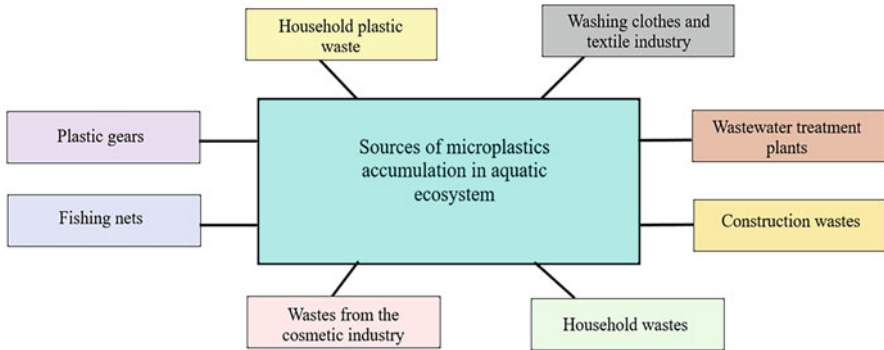 Household plastic
waste
Washing clothes and
textile industry
Plastic gears
Sources of microplastics
accumulation in aquatic
ecosystem
Wastewater treatment
plants
Fishing nets
Construction wastes
Wastes from the
cosmetic industry
Household wastes